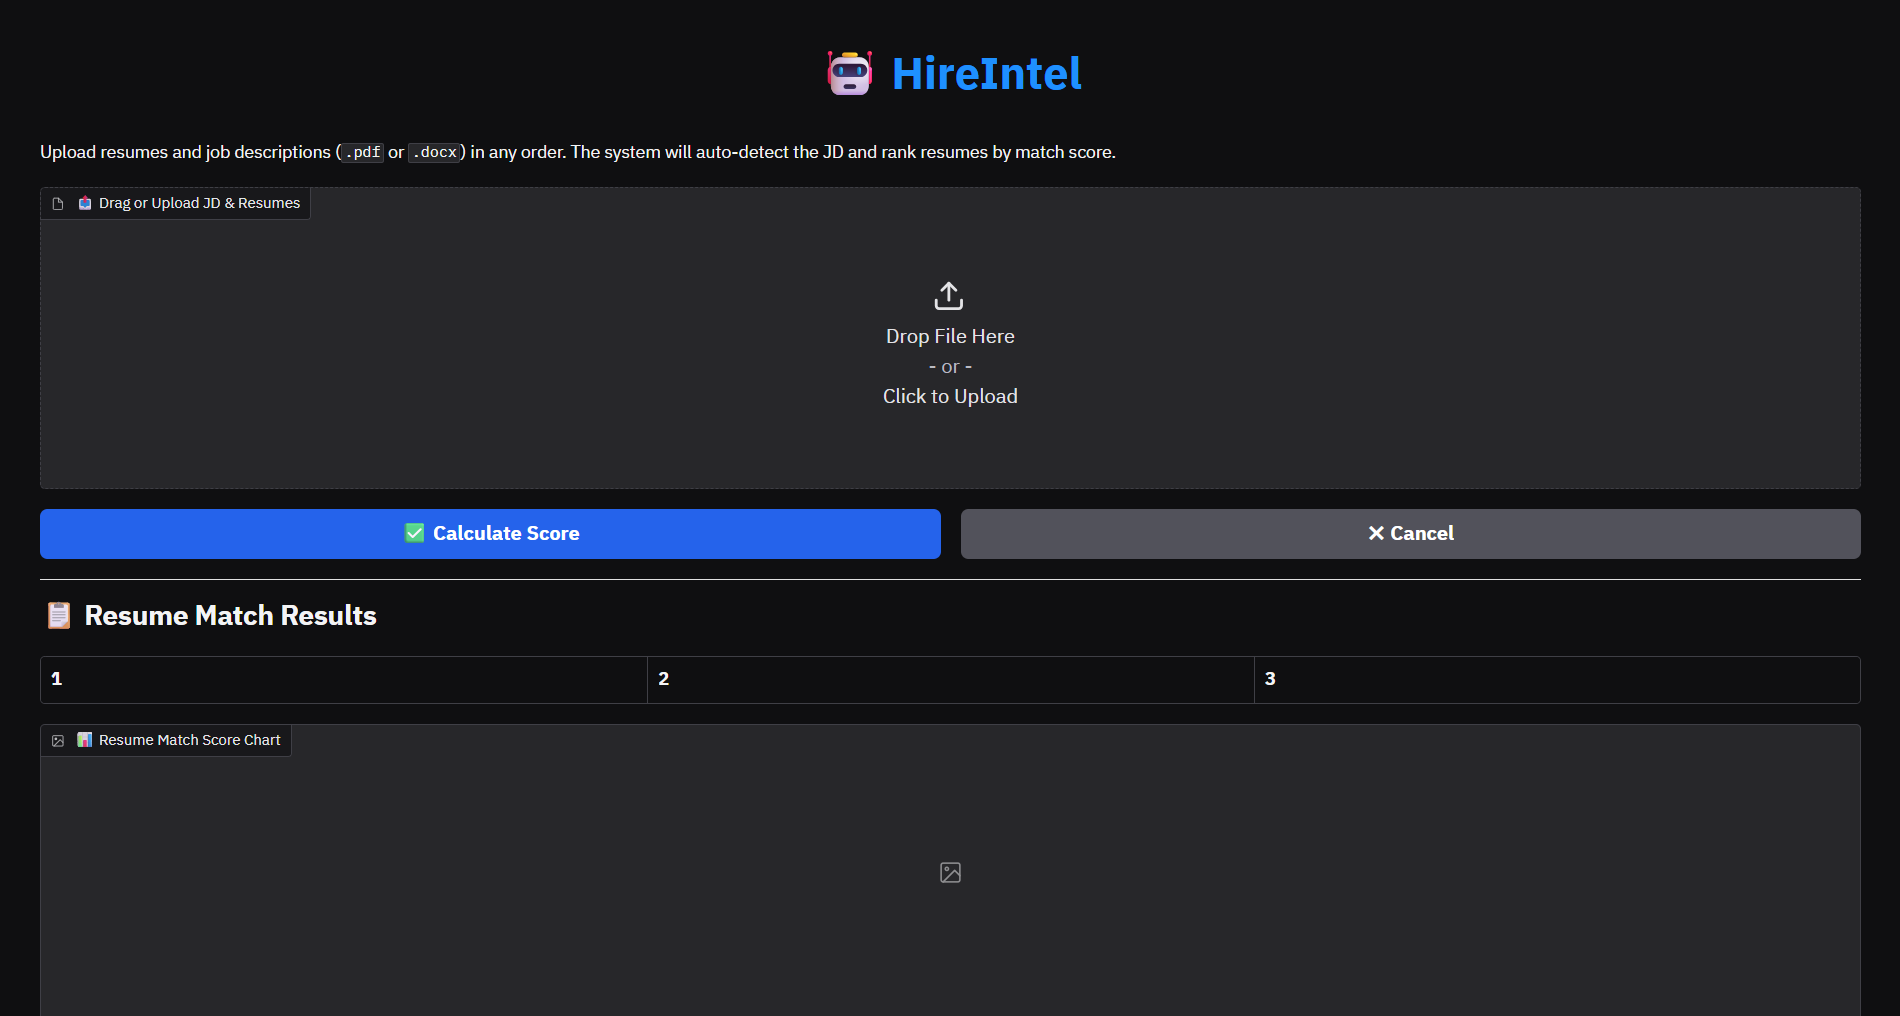 HireIntel
Upload resumes and job descriptions (.pdf or .docx) in any order. The system will auto-detect the JD and rank resumes by match score.
Drag or Upload JD & Resumes
Drop File Here
- or -
Click to Upload
✅ Calculate Score
✕ Cancel
Resume Match Results
1
2
3
Resume Match Score Chart